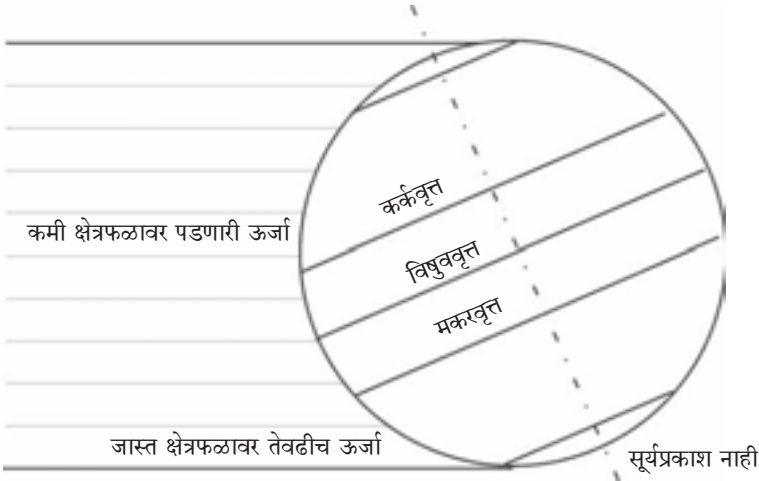 कर्कवृत्त
कमी क्षेत्रफळावर पडणारी ऊर्जा
विषुववृत्त
मकरवृत्त
जास्त क्षेत्रफळावर तेवढीच ऊर्जा
सूर्यप्रकाश नाही